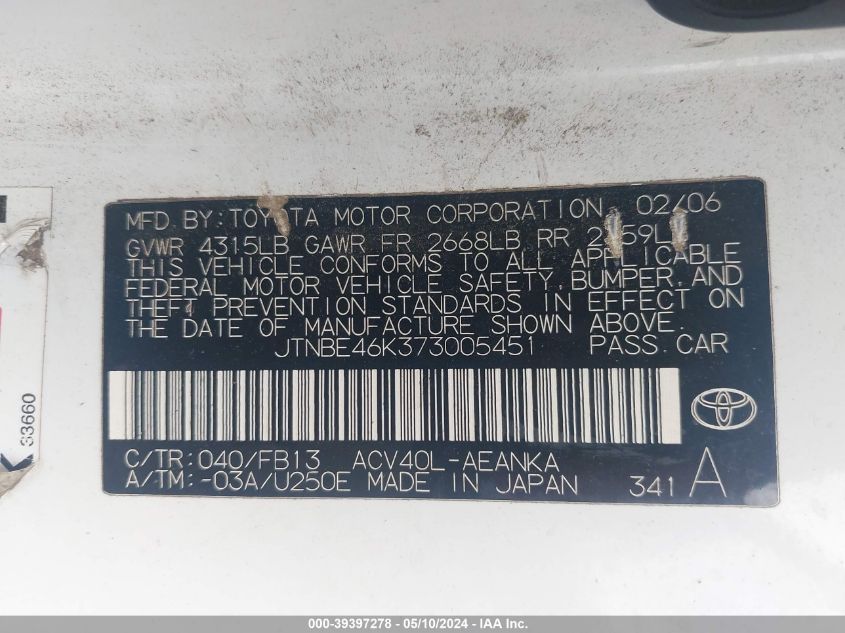 MFD BY: TOYOTA MOTOR CORPORATION 02/06
GVWR 4315LB GAWR FR 2668LB RR
THIS VEHICLE CONFORMS TO ALL APPLICABLE
FEDERAL MOTOR VEHICLE SAFETY, BUMPER, AND
THEFT PREVENTION STANDARDS IN EFFECT ON
THE DATE OF MANUFACTURE SHOWN ABOVE.
JTNBE46K373005451 PASS. CAR
C/TR: 040/FB13 ACV40L-AEANKA
A/TM: -03A/U250E MADE IN JAPAN 341 A
33660
000-39397278 - 05/10/2024 - IAA Inc.